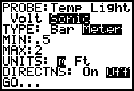 PROBE:Temp Light
Volt Sonic
TYPE: Bar Meter
MIN:.5
MAX:2
UNITS: m Ft
DIRECTNS: On Off
GO...